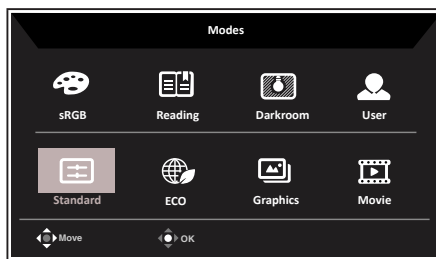 Modes
sRGB Reading Darkroom User
Standard ECO Graphics Movie
Move OK